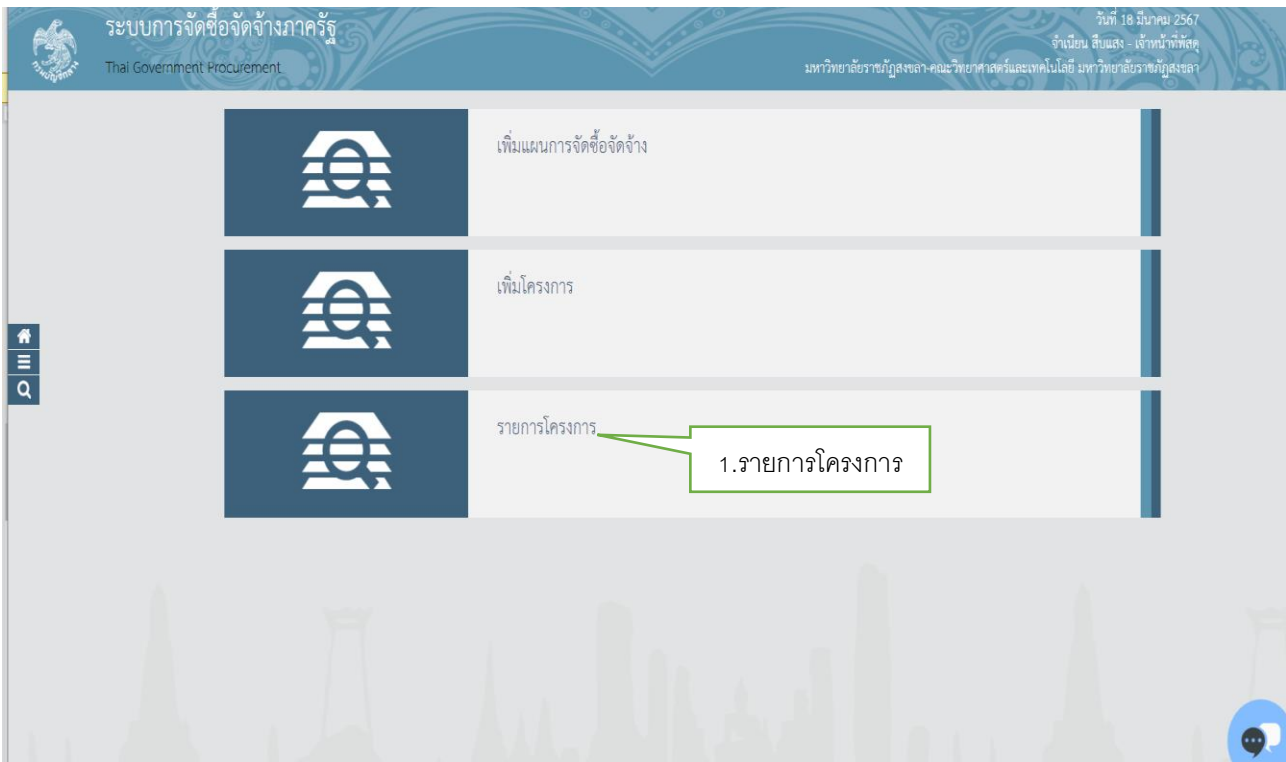 ระบบการจัดซื้อจัดจ้างภาครัฐ
Thai Government Procurement
วันที่ 18 มีนาคม 2567
จำเนียน สืบแสง - เจ้าหน้าที่พัสดุ
มหาวิทยาลัยราชภัฏสงขลา-คณะวิทยาศาสตร์และเทคโนโลยี มหาวิทยาลัยราชภัฏสงขลา
เพิ่มแผนการจัดซื้อจัดจ้าง
เพิ่มโครงการ
รายการโครงการ
1.รายการโครงการ